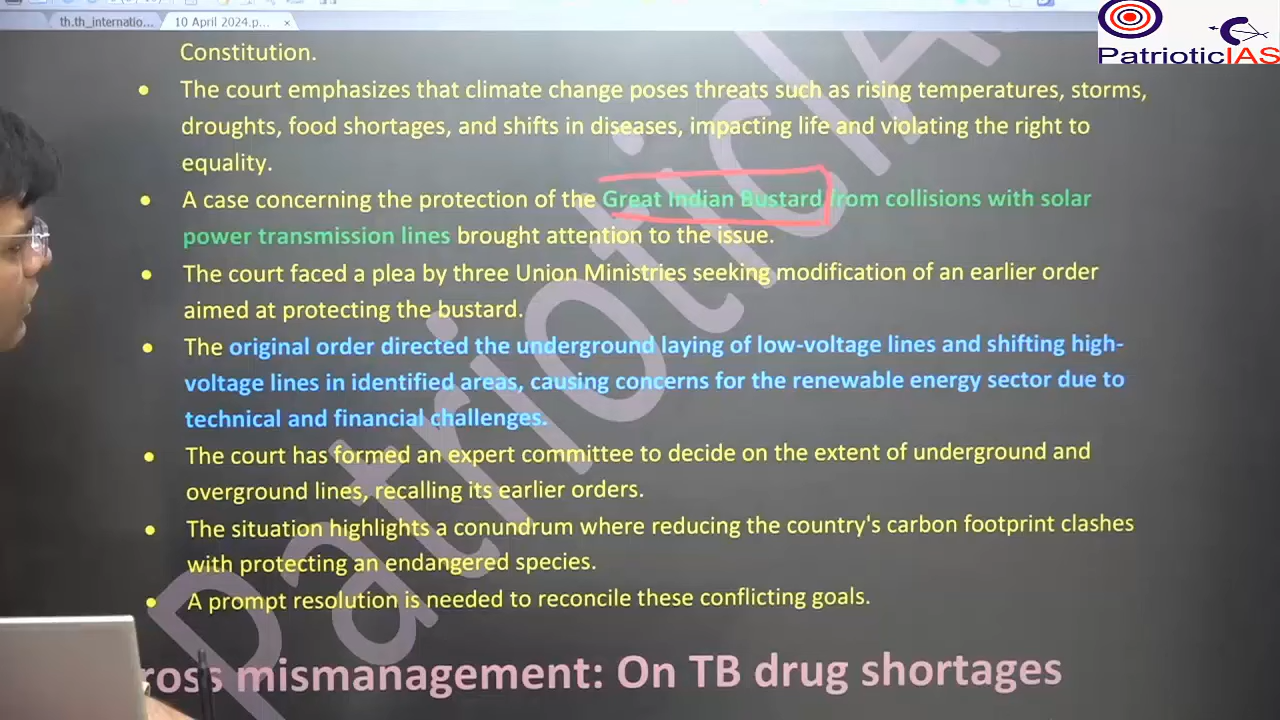 th.th_internatio...
10 April 2024.p...
×
PatrioticIAS
Constitution.
• The court emphasizes that climate change poses threats such as rising temperatures, storms,
droughts, food shortages, and shifts in diseases, impacting life and violating the right to
equality.
• A case concerning the protection of the Great Indian Bustard from collisions with solar
power transmission lines brought attention to the issue.
• The court faced a plea by three Union Ministries seeking modification of an earlier order
aimed at protecting the bustard.
• The original order directed the underground laying of low-voltage lines and shifting high-
voltage lines in identified areas, causing concerns for the renewable energy sector due to
technical and financial challenges.
• The court has formed an expert committee to decide on the extent of underground and
overground lines, recalling its earlier orders.
• The situation highlights a conundrum where reducing the country's carbon footprint clashes
with protecting an endangered species.
• A prompt resolution is needed to reconcile these conflicting goals.
ross mismanagement: On TB drug shortages
PatrioticIA